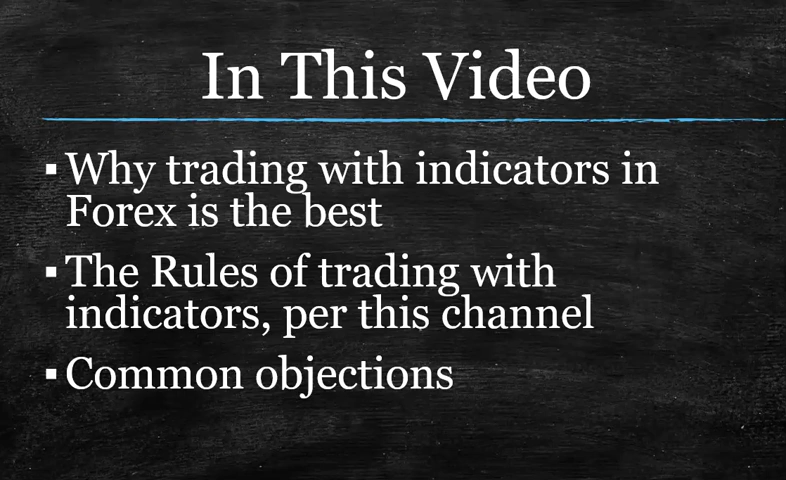 In This Video
▪ Why trading with indicators in
Forex is the best
▪ The Rules of trading with
indicators, per this channel
▪ Common objections